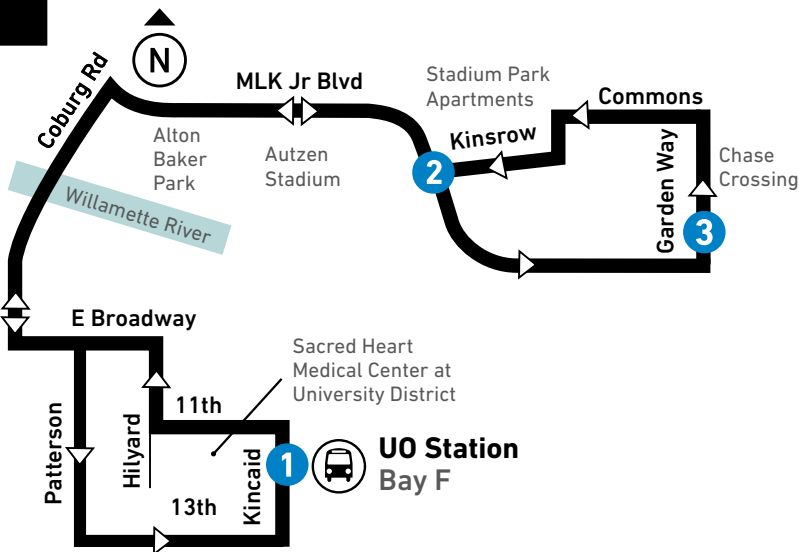 N
Coburg Rd
MLK Jr Blvd
Stadium Park
Apartments
Commons
Kinsrow
Alton
Baker
Park
Autzen
Stadium
2
Garden Way
Chase
Crossing
3
Willamette River
E Broadway
Sacred Heart
Medical Center at
University District
11th
Patterson
Hilyard
Kincaid
1
UO Station
Bay F
13th